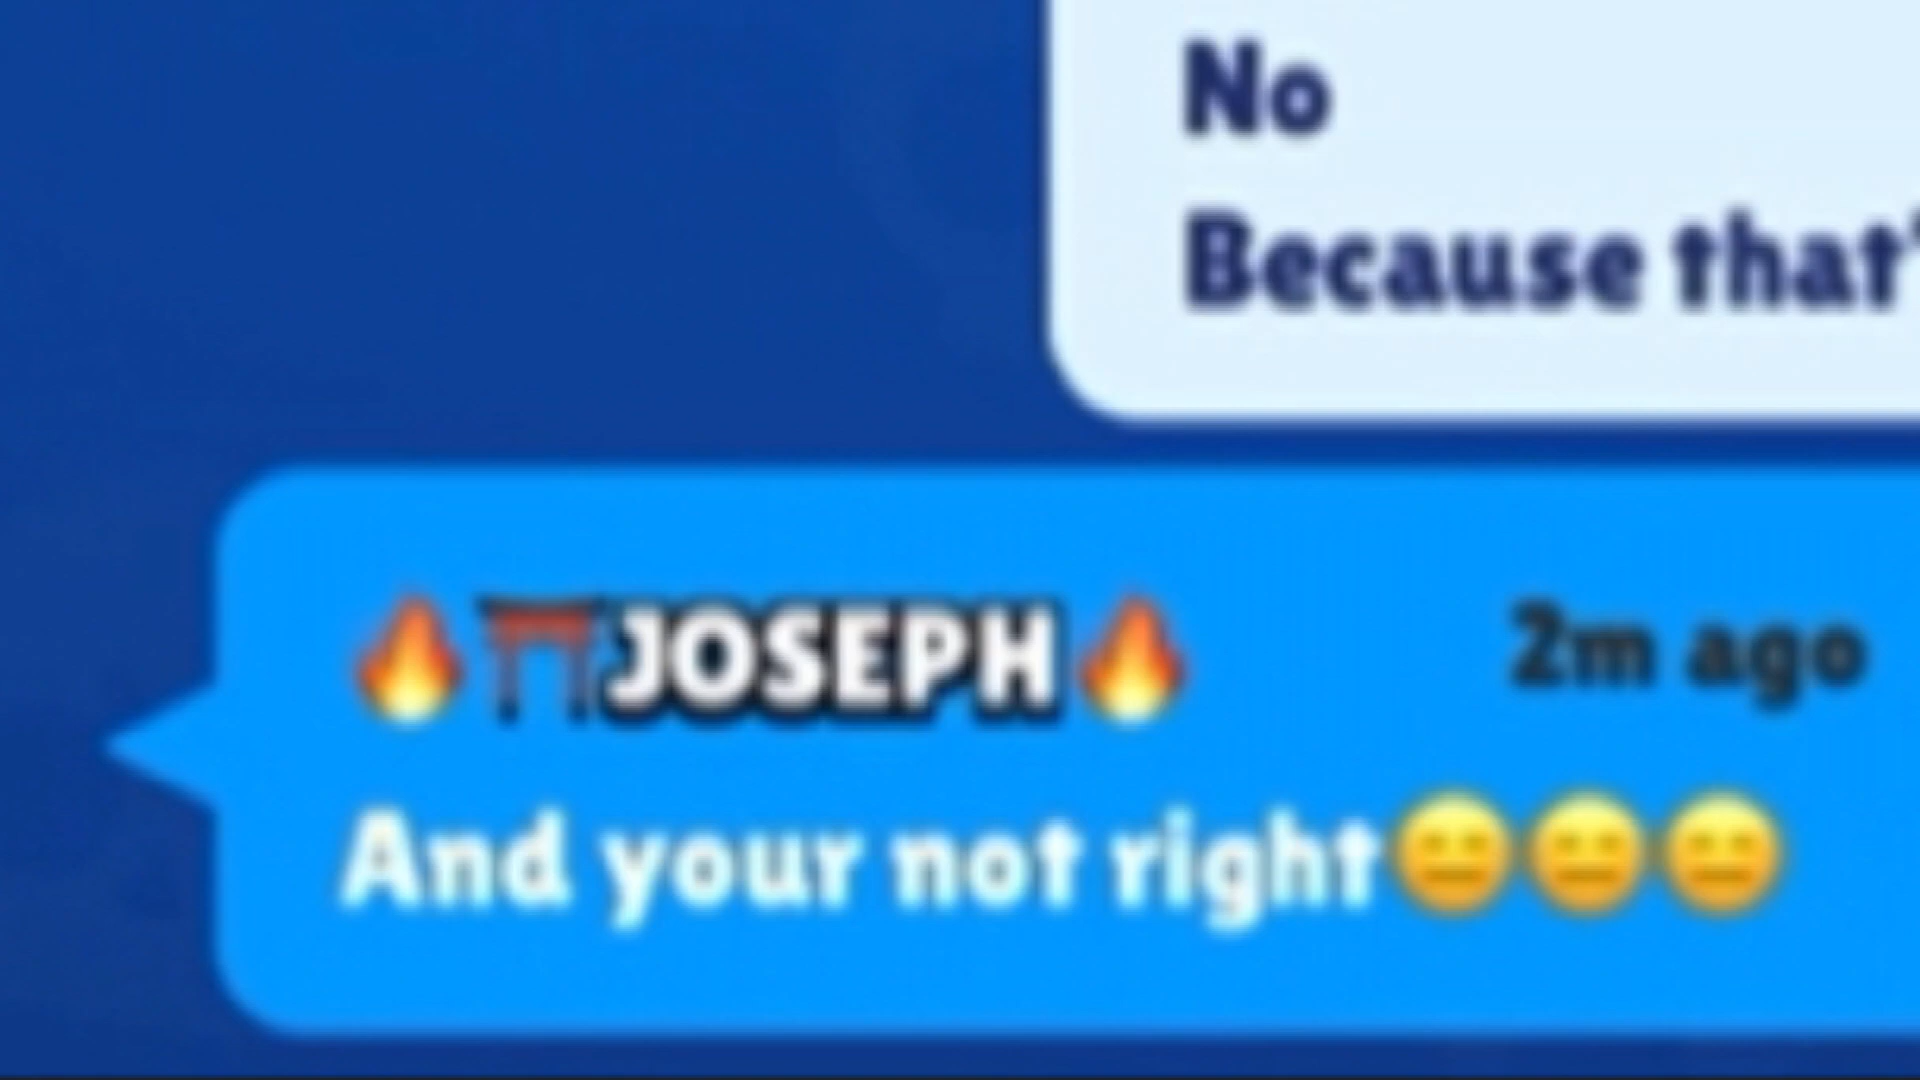 No
Because that'
🔥⛩️JOSEPH🔥 2m ago
And your not right😑😑😑